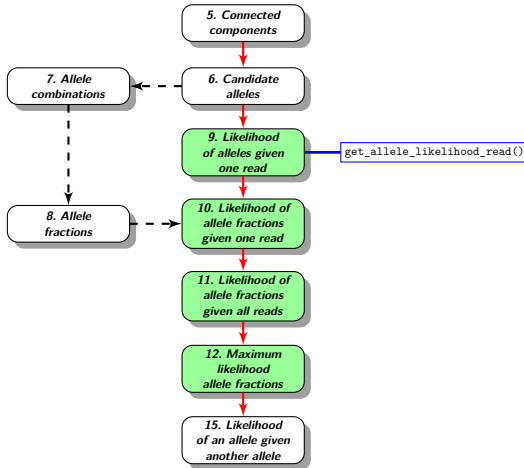 5. Connected
components
7. Allele
combinations
6. Candidate
alleles
9. Likelihood
of alleles given
one read
get_allele_likelihood_read()
8. Allele
fractions
10. Likelihood of
allele fractions
given one read
11. Likelihood of
allele fractions
given all reads
12. Maximum
likelihood
allele fractions
15. Likelihood
of an allele given
another allele